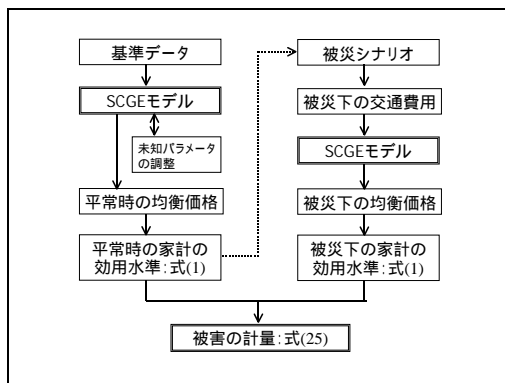 基準データ
SCGEモデル
未知パラメータ
の調整
平常時の均衡価格
平常時の家計の
効用水準:式(1)
被災シナリオ
被災下の交通費用
SCGEモデル
被災下の均衡価格
被災下の家計の
効用水準:式(1)
被害の計量:式(25)